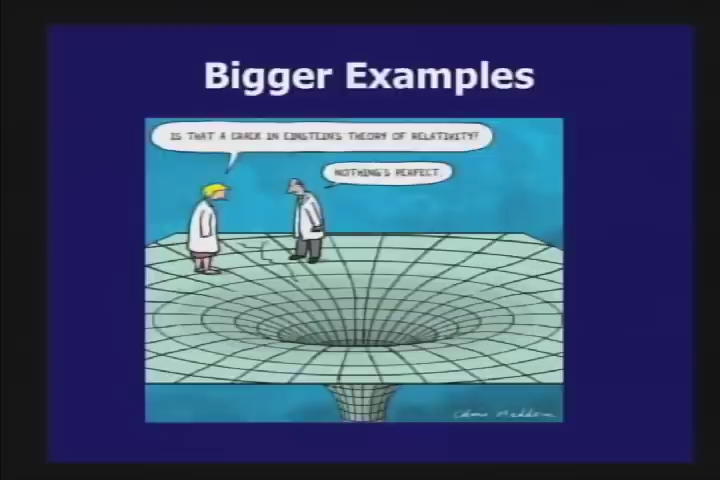 Bigger Examples
IS THAT A CRACK IN EINSTEIN'S THEORY OF RELATIVITY?
NOTHING'S PERFECT.